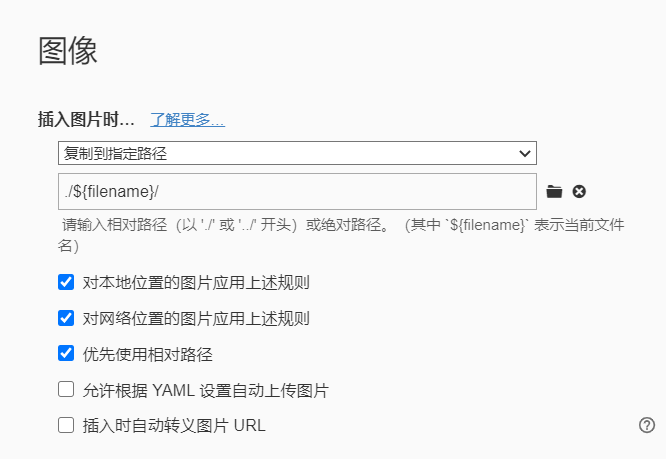 图像
插入图片时... 了解更多...
复制到指定路径
./${filename}/
请输入相对路径（以 './' 或 '../' 开头）或绝对路径。（其中 `${filename}` 表示当前文件
名）
对本地位置的图片应用上述规则
对网络位置的图片应用上述规则
优先使用相对路径
允许根据 YAML 设置自动上传图片
插入时自动转义图片 URL